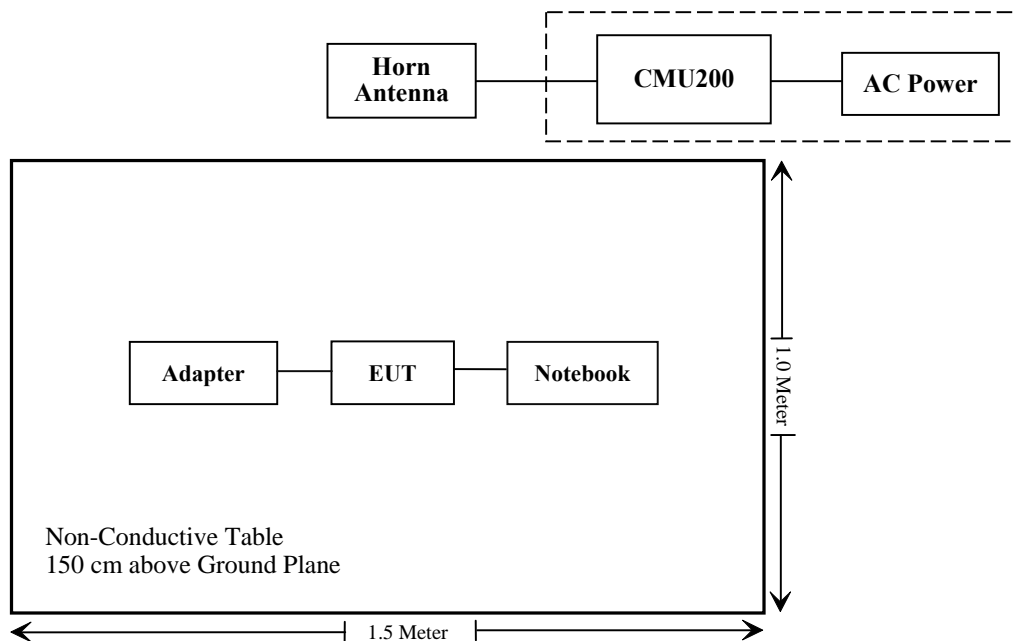 Horn
Antenna
CMU200
AC Power
Adapter
EUT
Notebook
1.0 Meter
Non-Conductive Table
150 cm above Ground Plane
1.5 Meter